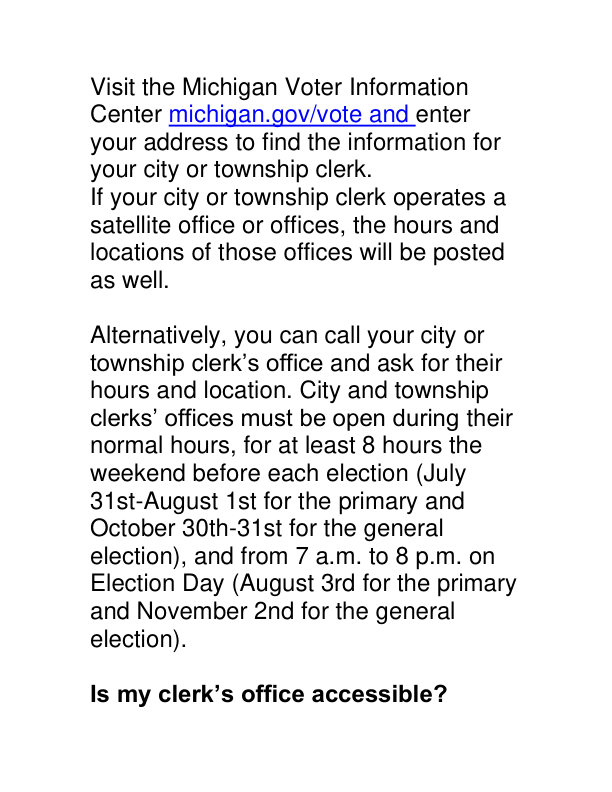 Visit the Michigan Voter Information
Center michigan.gov/vote and enter
your address to find the information for
your city or township clerk.
If your city or township clerk operates a
satellite office or offices, the hours and
locations of those offices will be posted
as well.
Alternatively, you can call your city or
township clerk’s office and ask for their
hours and location. City and township
clerks’ offices must be open during their
normal hours, for at least 8 hours the
weekend before each election (July
31st-August 1st for the primary and
October 30th-31st for the general
election), and from 7 a.m. to 8 p.m. on
Election Day (August 3rd for the primary
and November 2nd for the general
election).
Is my clerk’s office accessible?